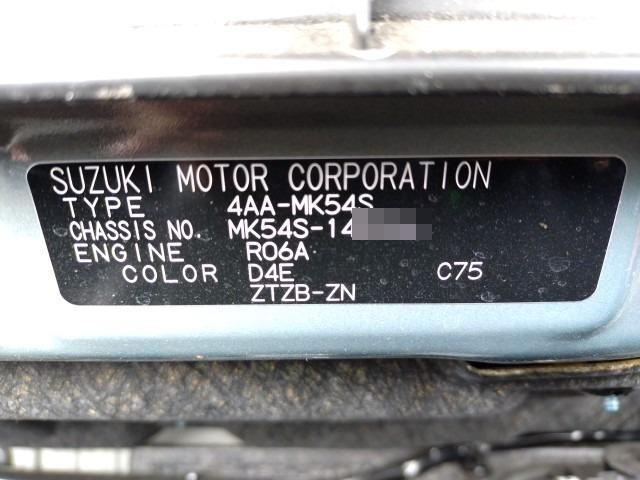 SUZUKI MOTOR CORPORATION
TYPE 4AA-MK54S
CHASSIS NO. MK54S-14
ENGINE R06A
COLOR D4E C75
ZTZB-ZN